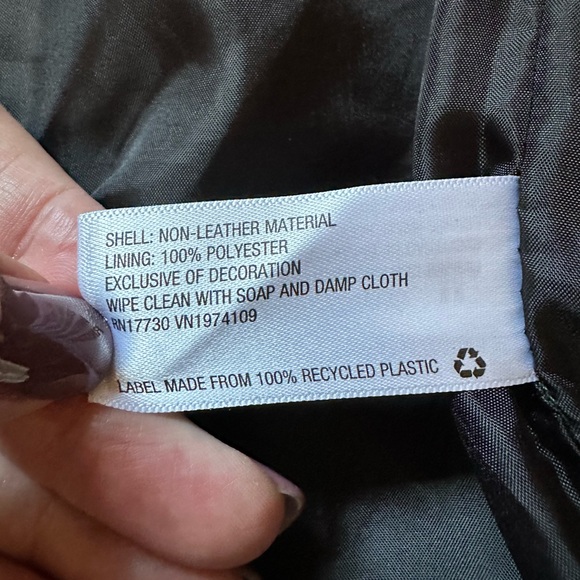 SHELL: NON-LEATHER MATERIAL
LINING: 100% POLYESTER
EXCLUSIVE OF DECORATION
WIPE CLEAN WITH SOAP AND DAMP CLOTH
RN17730 VN1974109
LABEL MADE FROM 100% RECYCLED PLASTIC